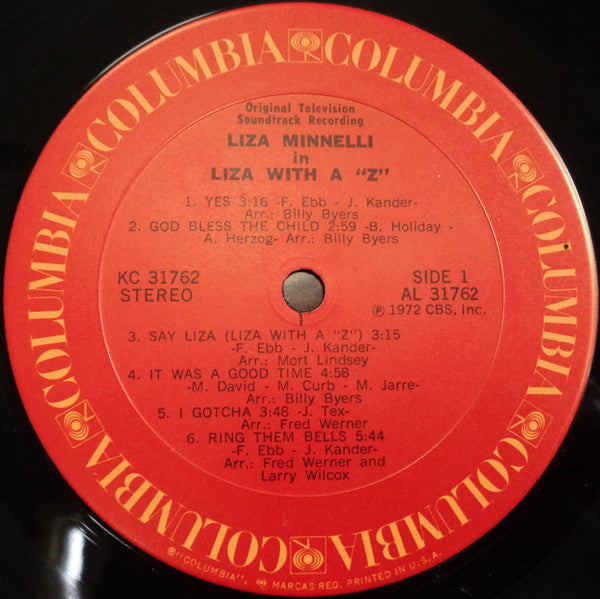 COLUMBIA COLUMBIA COLUMBIA COLUMBIA COLUMBIA COLUMBIA
Original Television
Soundtrack Recording
LIZA MINNELLI
in
LIZA WITH A "Z"
1. YES 3:16 -F. Ebb - J. Kander-
Arr.: Billy Byers
2. GOD BLESS THE CHILD 2:59 -B. Holiday -
A. Herzog- Arr.: Billy Byers
KC 31762
STEREO
SIDE 1
AL 31762
℗ 1972 CBS, Inc.
3. SAY LIZA (LIZA WITH A "Z") 3:15
-F. Ebb - J. Kander-
Arr.: Mort Lindsey
4. IT WAS A GOOD TIME 4:58
-M. David - M. Curb - M. Jarre-
Arr.: Billy Byers
5. I GOTCHA 3:48 -J. Tex-
Arr.: Fred Werner
6. RING THEM BELLS 5:44
-F. Ebb - J. Kander-
Arr.: Fred Werner and
Larry Wilcox
® "COLUMBIA", MARCAS REG. PRINTED IN U.S.A.